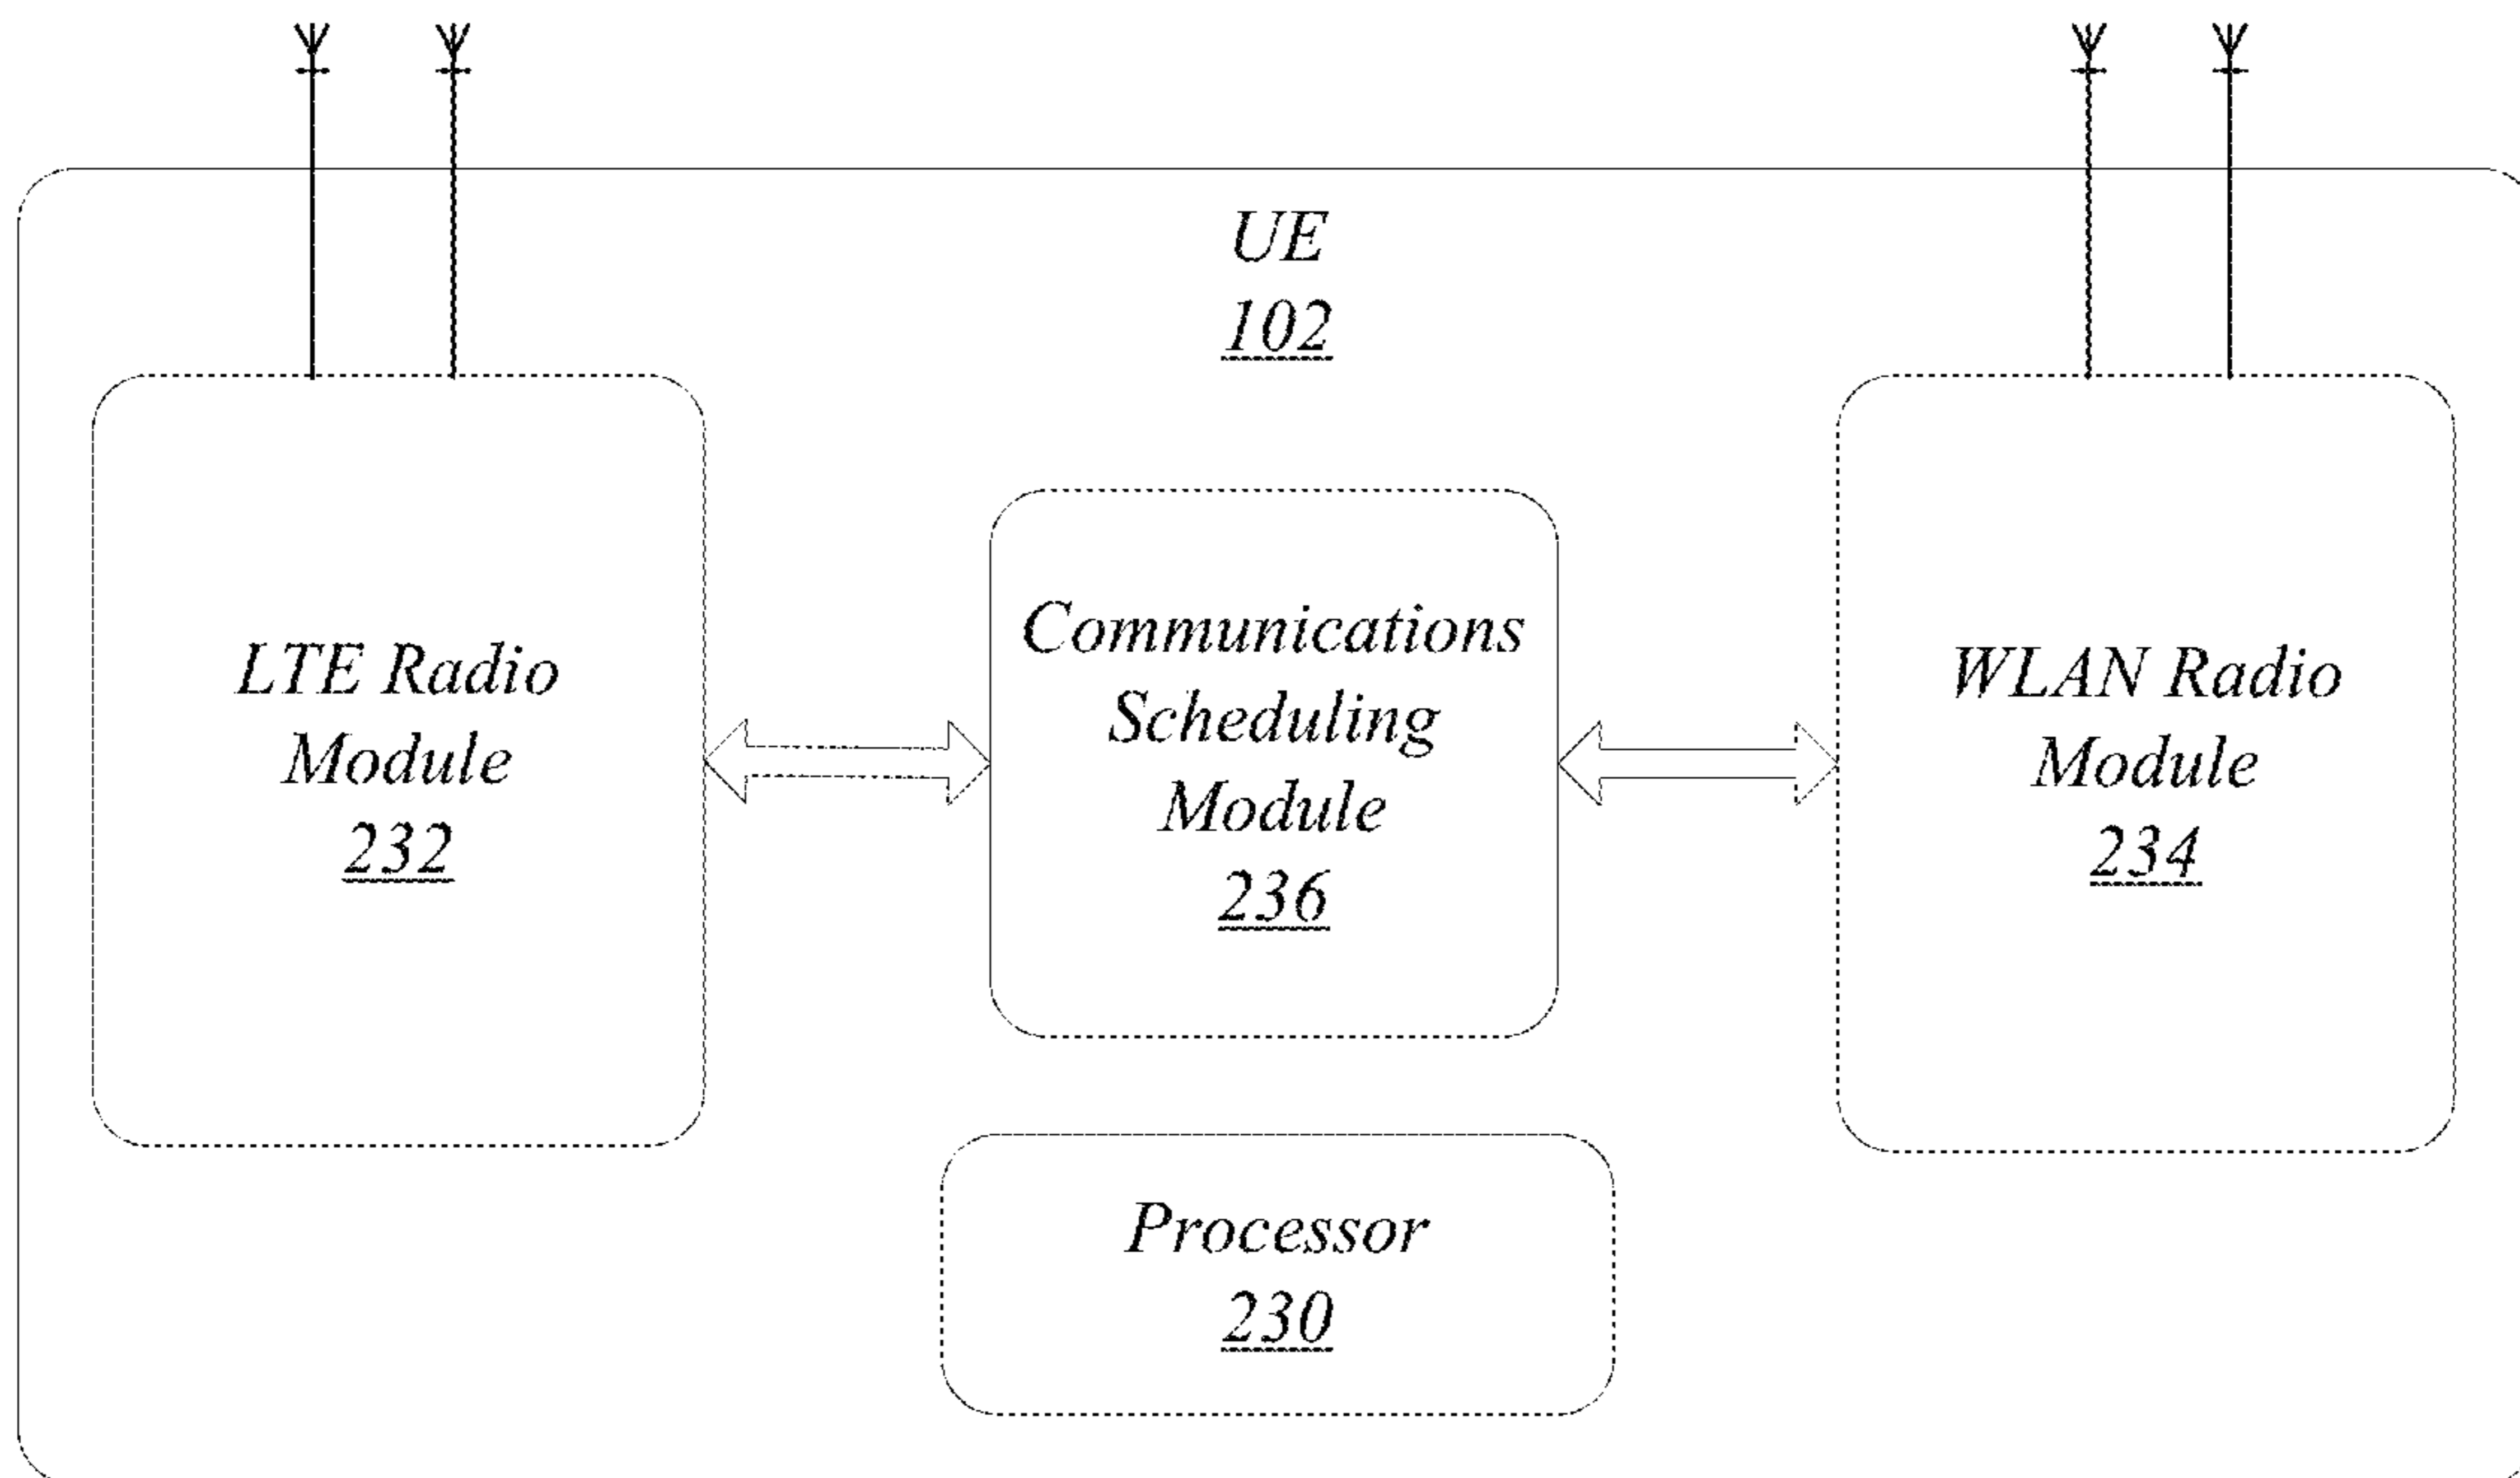 UE
102
LTE Radio
Module
232
Communications
Scheduling
Module
236
WLAN Radio
Module
234
Processor
230